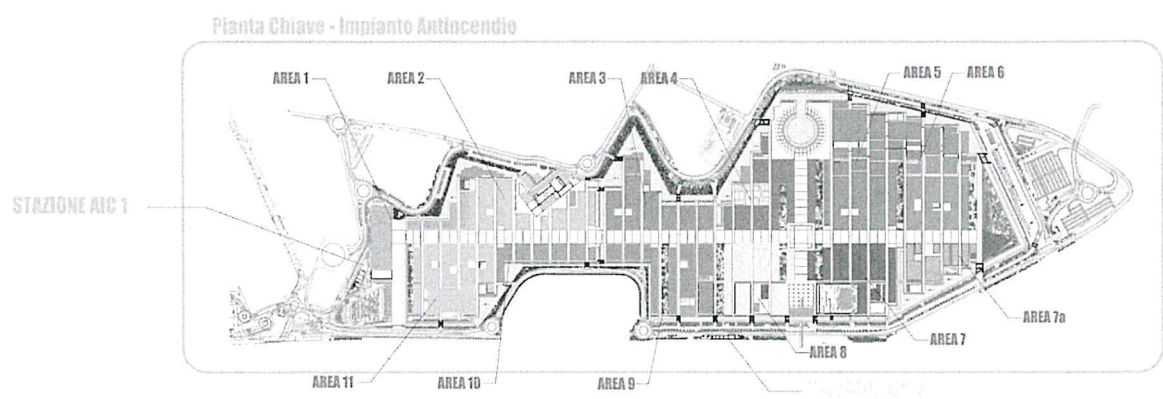 Pianta Chiave - Impianto Antincendio
AREA 1
AREA 2
AREA 3
AREA 4
AREA 5
AREA 6
STAZIONE AIC 1
AREA 7a
AREA 7
AREA 8
AREA 11
AREA 10
AREA 9